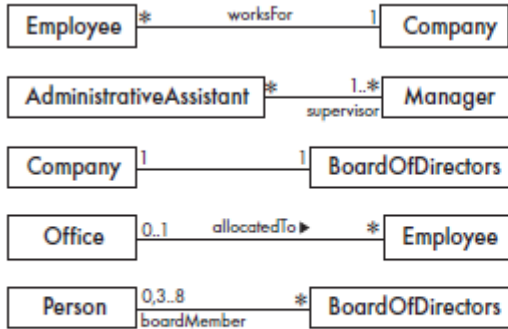 Employee * worksFor 1 Company
AdministrativeAssistant * 1..* Manager
supervisor
Company 1 1 BoardOfDirectors
Office 0..1 allocatedTo ▶ * Employee
Person 0,3..8 * BoardOfDirectors
boardMember